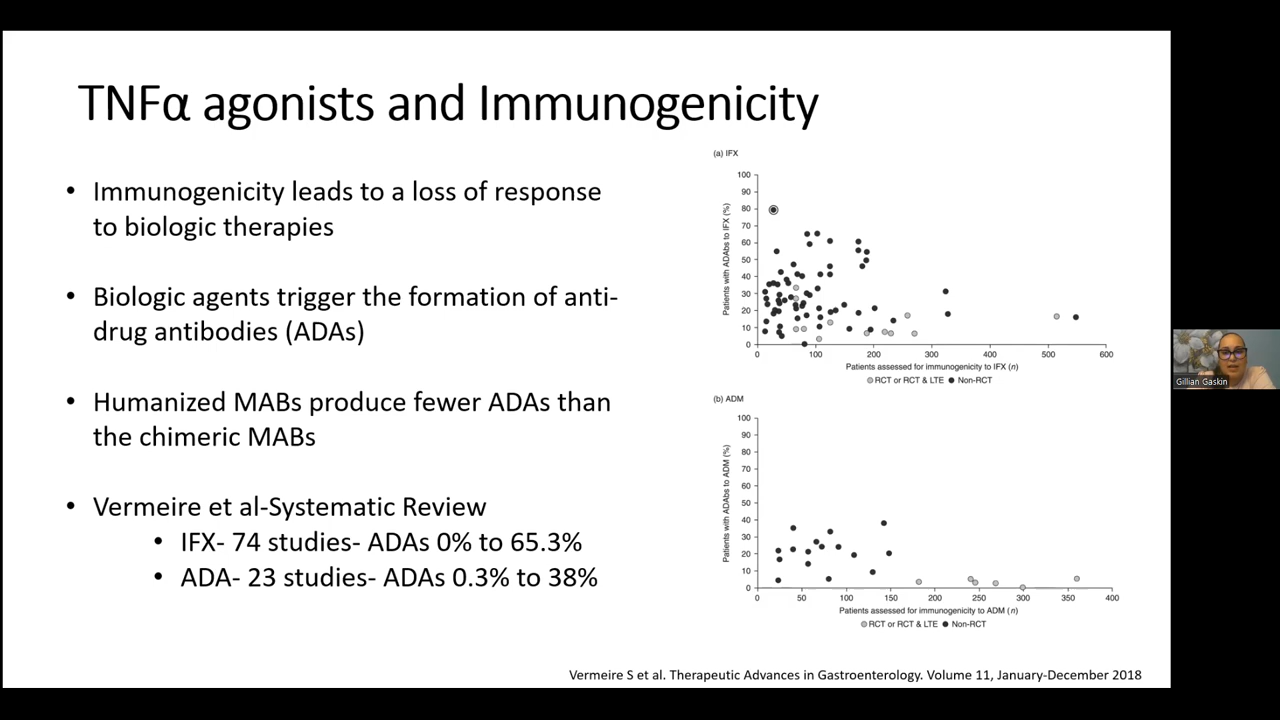 TNFα agonists and Immunogenicity
• Immunogenicity leads to a loss of response
to biologic therapies
• Biologic agents trigger the formation of anti-
drug antibodies (ADAs)
• Humanized MABs produce fewer ADAs than
the chimeric MABs
• Vermeire et al-Systematic Review
• IFX- 74 studies- ADAs 0% to 65.3%
• ADA- 23 studies- ADAs 0.3% to 38%
(a) IFX
Patients with ADAbs to IFX (%)
100
90
80
70
60
50
40
30
20
10
0
0 100 200 300 400 500 600
Patients assessed for immunogenicity to IFX (n)
RCT or RCT & LTE Non-RCT
(b) ADM
Patients with ADAbs to ADM (%)
100
90
80
70
60
50
40
30
20
10
0
0 50 100 150 200 250 300 350 400
Patients assessed for immunogenicity to ADM (n)
RCT or RCT & LTE Non-RCT
Vermeire S et al. Therapeutic Advances in Gastroenterology. Volume 11, January-December 2018
Gillian Gaskin